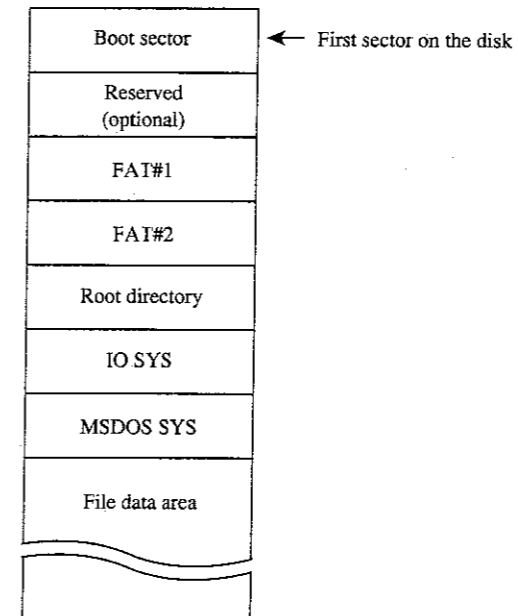 Boot sector
First sector on the disk
Reserved
(optional)
FAT#1
FAT#2
Root directory
IO SYS
MSDOS SYS
File data area